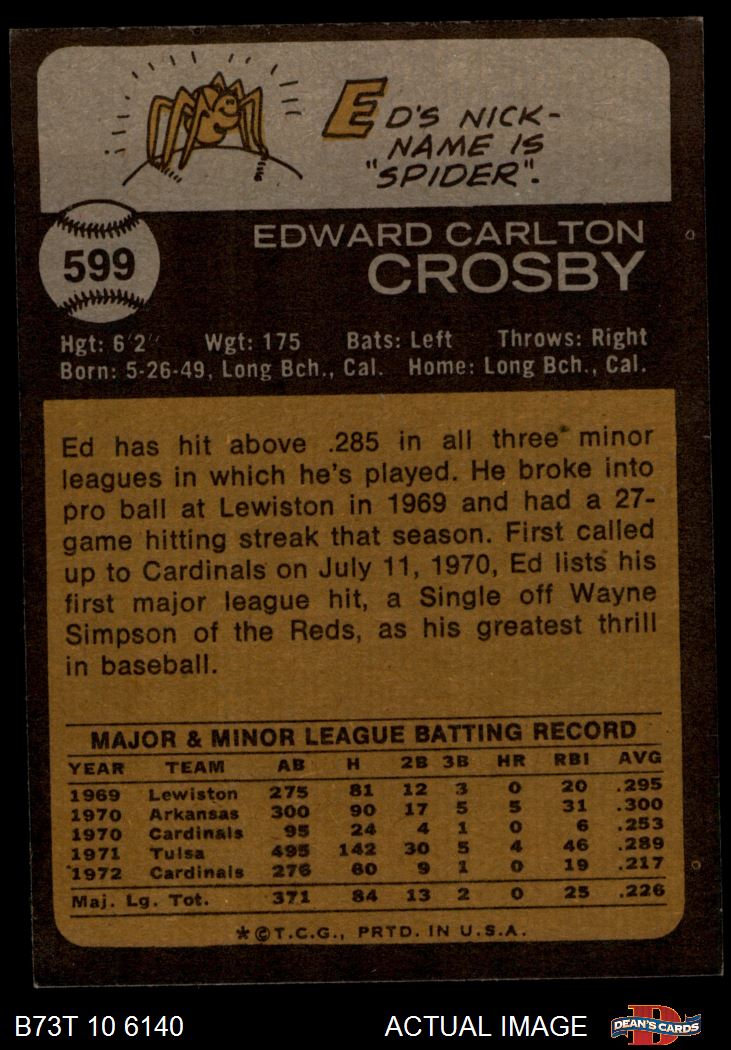 ED'S NICK-
NAME IS
"SPIDER".
599
EDWARD CARLTON
CROSBY
Hgt: 6'2" Wgt: 175 Bats: Left Throws: Right
Born: 5-26-49, Long Bch., Cal. Home: Long Bch., Cal.
Ed has hit above .285 in all three minor
leagues in which he's played. He broke into
pro ball at Lewiston in 1969 and had a 27-
game hitting streak that season. First called
up to Cardinals on July 11, 1970, Ed lists his
first major league hit, a Single off Wayne
Simpson of the Reds, as his greatest thrill
in baseball.
MAJOR & MINOR LEAGUE BATTING RECORD
YEAR TEAM AB H 2B 3B HR RBI AVG
1969 Lewiston 275 81 12 3 0 20 .295
1970 Arkansas 300 90 17 5 5 31 .300
1970 Cardinals 95 24 4 1 0 6 .253
1971 Tulsa 495 142 30 5 4 46 .289
1972 Cardinals 276 60 9 1 0 19 .217
Maj. Lg. Tot. 371 84 13 2 0 25 .226
*©T.C.G., PRTD. IN U.S.A.
B73T 10 6140 ACTUAL IMAGE D DEAN'S CARDS